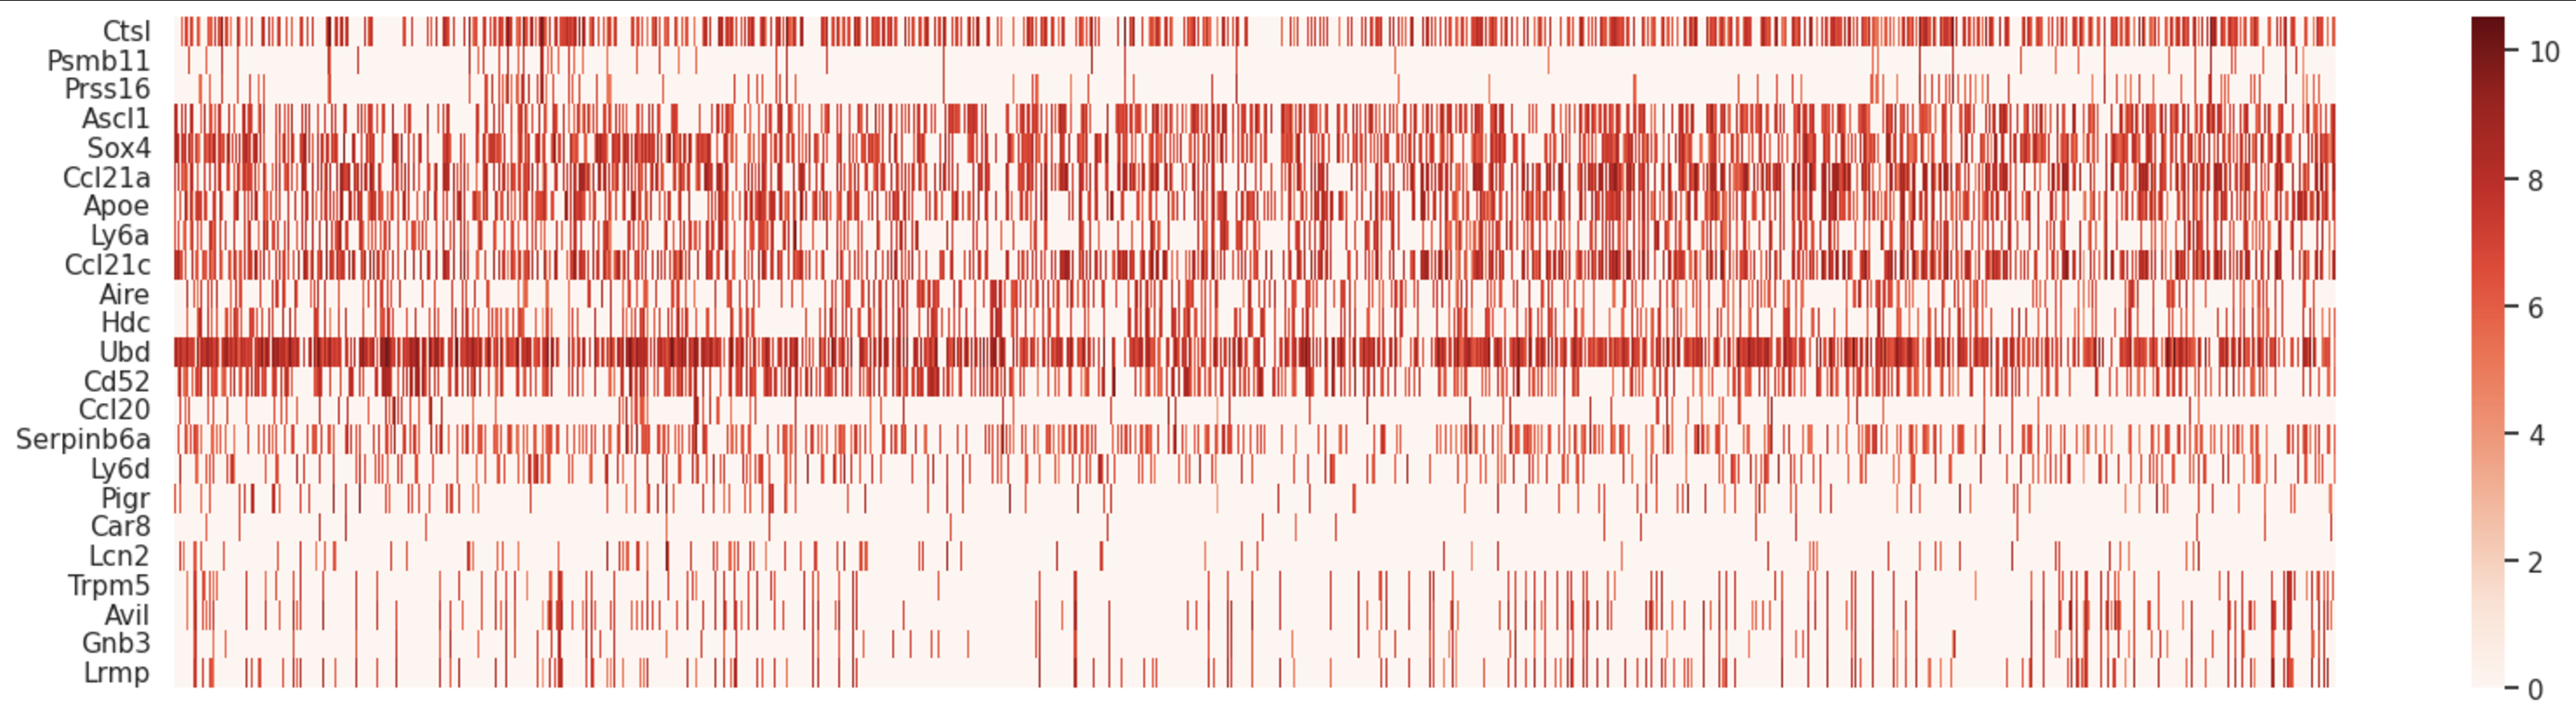 Ctsl
Psmb11
Prss16
Ascl1
Sox4
Ccl21a
Apoe
Ly6a
Ccl21c
Aire
Hdc
Ubd
Cd52
Ccl20
Serpinb6a
Ly6d
Pigr
Car8
Lcn2
Trpm5
Avil
Gnb3
Lrmp
10
8
6
4
2
0